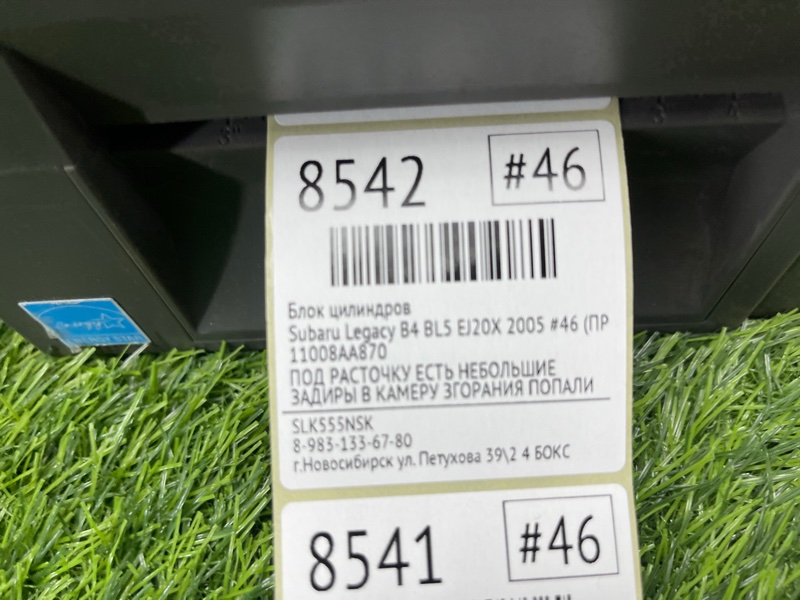 8542 #46
Блок цилиндров
Subaru Legacy B4 BL5 EJ20X 2005 #46 (ПР
11008AA870
ПОД РАСТОЧКУ ЕСТЬ НЕБОЛЬШИЕ
ЗАДИРЫ В КАМЕРУ ЗГОРАНИЯ ПОПАЛИ
SLK555NSK
8-983-133-67-80
г.Новосибирск ул. Петухова 39\2 4 БОКС
8541 #46